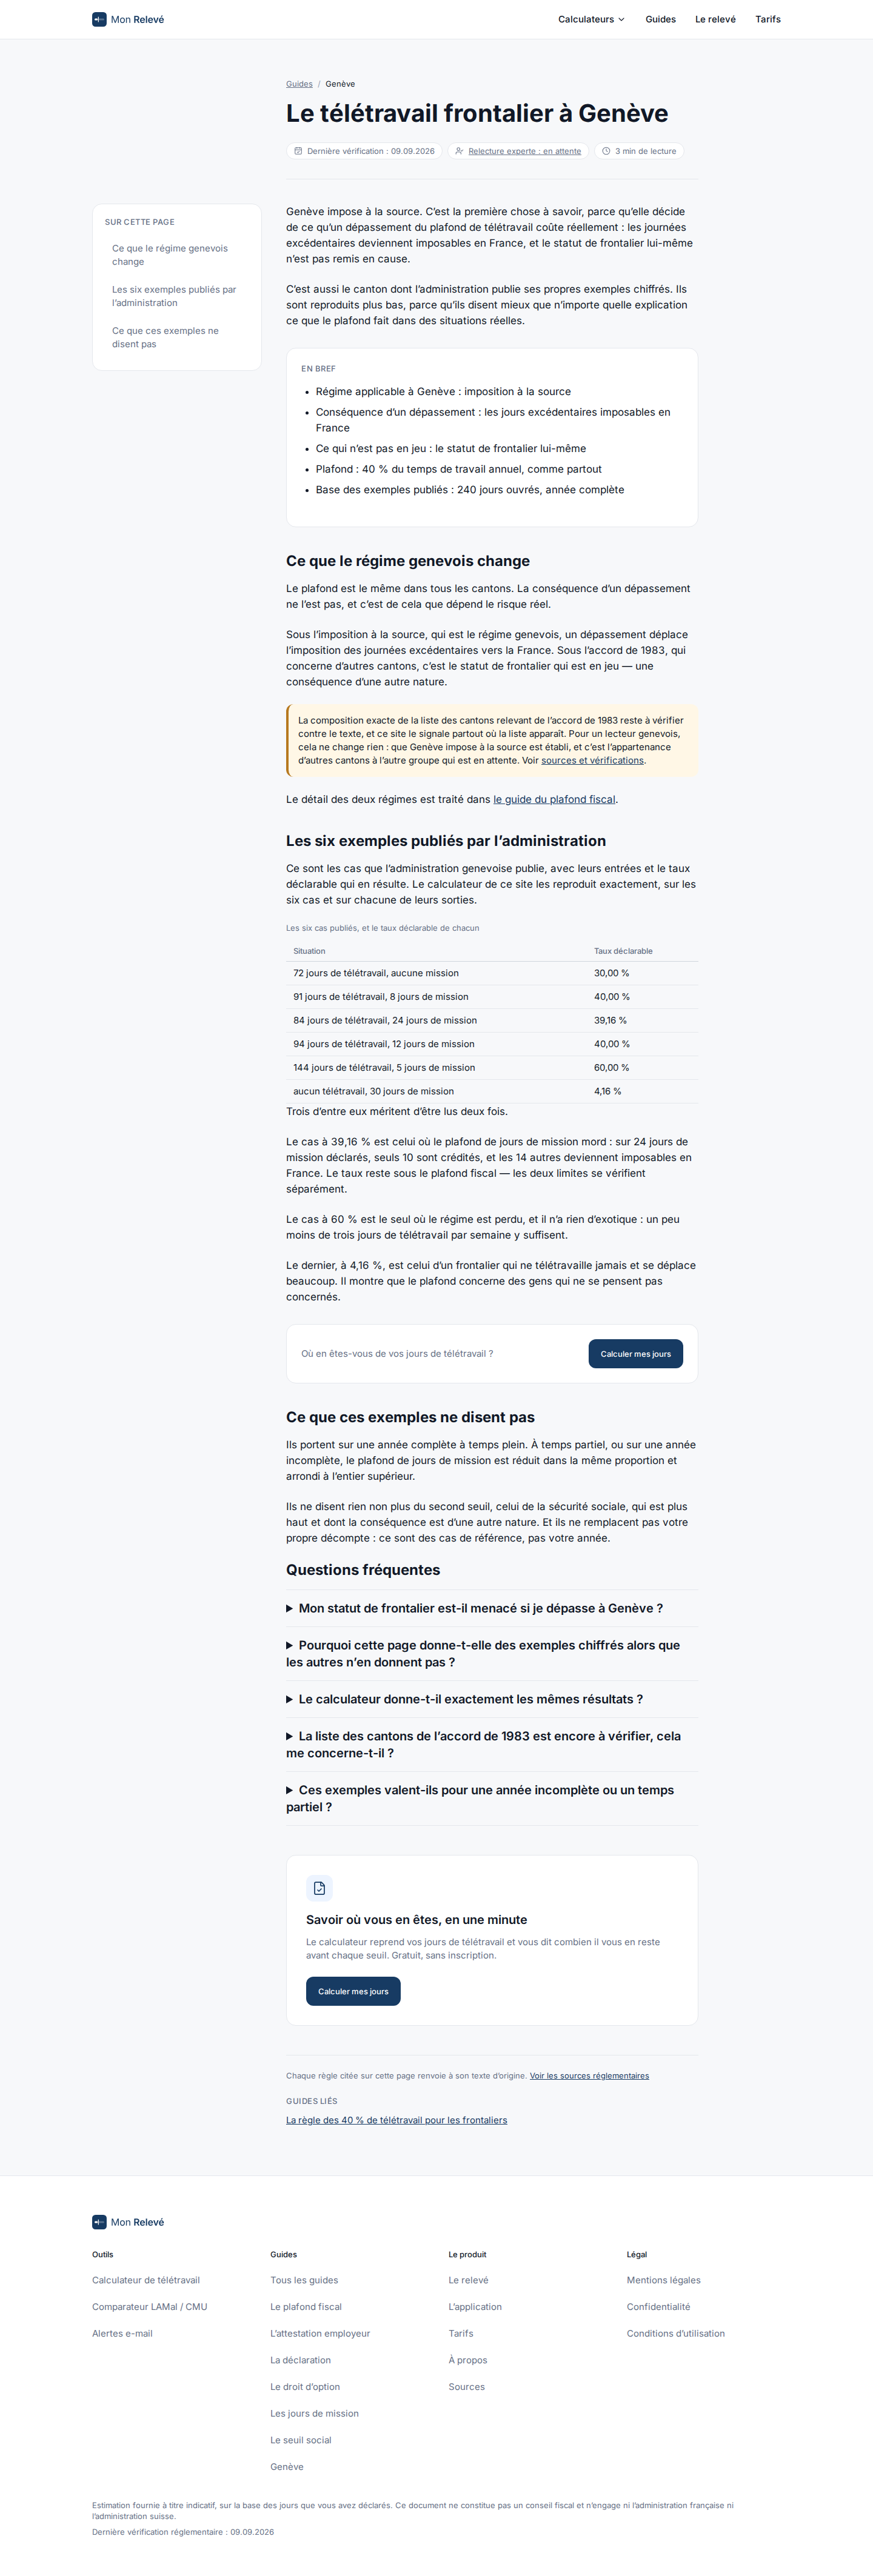 Mon Relevé
Calculateurs
Guides
Le relevé
Tarifs
Guides / Genève
Le télétravail frontalier à Genève
Dernière vérification : 09.09.2026
Relecture experte : en attente
3 min de lecture
SUR CETTE PAGE
Ce que le régime genevois
change
Les six exemples publiés par
l’administration
Ce que ces exemples ne
disent pas
Genève impose à la source. C’est la première chose à savoir, parce qu’elle décide
de ce qu’un dépassement du plafond de télétravail coûte réellement : les journées
excédentaires deviennent imposables en France, et le statut de frontalier lui-même
n’est pas remis en cause.
C’est aussi le canton dont l’administration publie ses propres exemples chiffrés. Ils
sont reproduits plus bas, parce qu’ils disent mieux que n’importe quelle explication
ce que le plafond fait dans des situations réelles.
EN BREF
• Régime applicable à Genève : imposition à la source
• Conséquence d’un dépassement : les jours excédentaires imposables en
France
• Ce qui n’est pas en jeu : le statut de frontalier lui-même
• Plafond : 40 % du temps de travail annuel, comme partout
• Base des exemples publiés : 240 jours ouvrés, année complète
Ce que le régime genevois change
Le plafond est le même dans tous les cantons. La conséquence d’un dépassement
ne l’est pas, et c’est de cela que dépend le risque réel.
Sous l’imposition à la source, qui est le régime genevois, un dépassement déplace
l’imposition des journées excédentaires vers la France. Sous l’accord de 1983, qui
concerne d’autres cantons, c’est le statut de frontalier qui est en jeu — une
conséquence d’une autre nature.
La composition exacte de la liste des cantons relevant de l’accord de 1983 reste à vérifier
contre le texte, et ce site le signale partout où la liste apparaît. Pour un lecteur genevois,
cela ne change rien : que Genève impose à la source est établi, et c’est l’appartenance
d’autres cantons à l’autre groupe qui est en attente. Voir sources et vérifications.
Le détail des deux régimes est traité dans le guide du plafond fiscal.
Les six exemples publiés par l’administration
Ce sont les cas que l’administration genevoise publie, avec leurs entrées et le taux
déclarable qui en résulte. Le calculateur de ce site les reproduit exactement, sur les
six cas et sur chacune de leurs sorties.
Les six cas publiés, et le taux déclarable de chacun
Situation Taux déclarable
72 jours de télétravail, aucune mission 30,00 %
91 jours de télétravail, 8 jours de mission 40,00 %
84 jours de télétravail, 24 jours de mission 39,16 %
94 jours de télétravail, 12 jours de mission 40,00 %
144 jours de télétravail, 5 jours de mission 60,00 %
aucun télétravail, 30 jours de mission 4,16 %
Trois d’entre eux méritent d’être lus deux fois.
Le cas à 39,16 % est celui où le plafond de jours de mission mord : sur 24 jours de
mission déclarés, seuls 10 sont crédités, et les 14 autres deviennent imposables en
France. Le taux reste sous le plafond fiscal — les deux limites se vérifient
séparément.
Le cas à 60 % est le seul où le régime est perdu, et il n’a rien d’exotique : un peu
moins de trois jours de télétravail par semaine y suffisent.
Le dernier, à 4,16 %, est celui d’un frontalier qui ne télétravaille jamais et se déplace
beaucoup. Il montre que le plafond concerne des gens qui ne se pensent pas
concernés.
Où en êtes-vous de vos jours de télétravail ?
Calculer mes jours
Ce que ces exemples ne disent pas
Ils portent sur une année complète à temps plein. À temps partiel, ou sur une année
incomplète, le plafond de jours de mission est réduit dans la même proportion et
arrondi à l’entier supérieur.
Ils ne disent rien non plus du second seuil, celui de la sécurité sociale, qui est plus
haut et dont la conséquence est d’une autre nature. Et ils ne remplacent pas votre
propre décompte : ce sont des cas de référence, pas votre année.
Questions fréquentes
Mon statut de frontalier est-il menacé si je dépasse à Genève ?
Pourquoi cette page donne-t-elle des exemples chiffrés alors que
les autres n’en donnent pas ?
Le calculateur donne-t-il exactement les mêmes résultats ?
La liste des cantons de l’accord de 1983 est encore à vérifier, cela
me concerne-t-il ?
Ces exemples valent-ils pour une année incomplète ou un temps
partiel ?
Savoir où vous en êtes, en une minute
Le calculateur reprend vos jours de télétravail et vous dit combien il vous en reste
avant chaque seuil. Gratuit, sans inscription.
Calculer mes jours
Chaque règle citée sur cette page renvoie à son texte d’origine. Voir les sources réglementaires
GUIDES LIÉS
La règle des 40 % de télétravail pour les frontaliers
Mon Relevé
Outils
Calculateur de télétravail
Comparateur LAMal / CMU
Alertes e-mail
Guides
Tous les guides
Le plafond fiscal
L’attestation employeur
La déclaration
Le droit d’option
Les jours de mission
Le seuil social
Genève
Le produit
Le relevé
L’application
Tarifs
À propos
Sources
Légal
Mentions légales
Confidentialité
Conditions d’utilisation
Estimation fournie à titre indicatif, sur la base des jours que vous avez déclarés. Ce document ne constitue pas un conseil fiscal et n’engage ni l’administration française ni
l’administration suisse.
Dernière vérification réglementaire : 09.09.2026